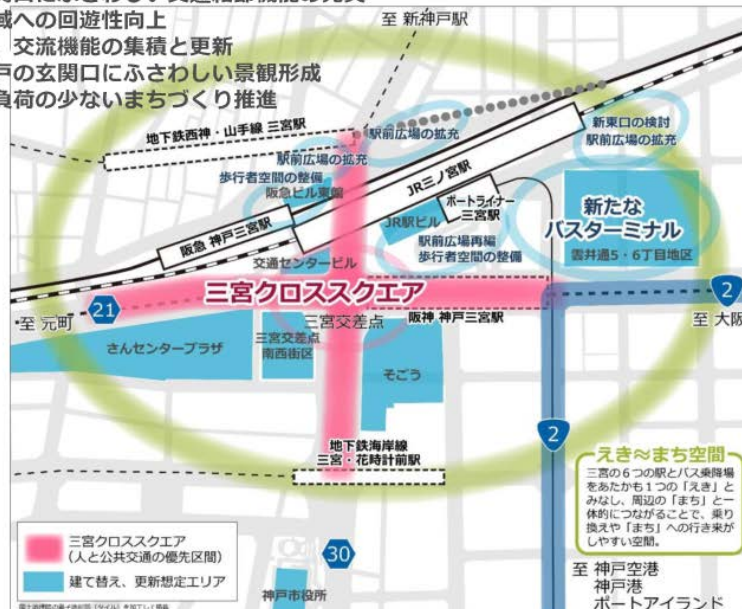 域への回遊性向上
交流機能の集積と更新
戸の玄関口にふさわしい景観形成
負荷の少ないまちづくり推進
至 新神戸駅
地下鉄西神・山手線 三宮駅
駅前広場の拡充
新東口の検討
駅前広場の拡充
駅前広場の拡充
歩行者空間の整備
阪急ビル東館
JR三ノ宮駅
ポートライナー
三宮駅
JR駅ビル
新たな
バスターミナル
雲井通5・6丁目地区
阪急 神戸三宮駅
駅前広場再編
歩行者空間の整備
交通センタービル
三宮クロススクエア
21
2
至 元町
三宮交差点
阪神 神戸三宮駅
至 大阪
さんセンタープラザ
三宮交差点
南西街区
そごう
2
地下鉄海岸線
三宮・花時計前駅
えき≈まち空間
三宮の6つの駅とバス乗降場
をあたかも1つの「えき」と
みなし、周辺の「まち」と一
体的につながることで、乗り
換えや「まち」への行き来が
しやすい空間。
三宮クロススクエア
(人と公共交通の優先区間)
建て替え、更新想定エリア
30
神戸市役所
至 神戸空港
神戸港
ポートアイランド